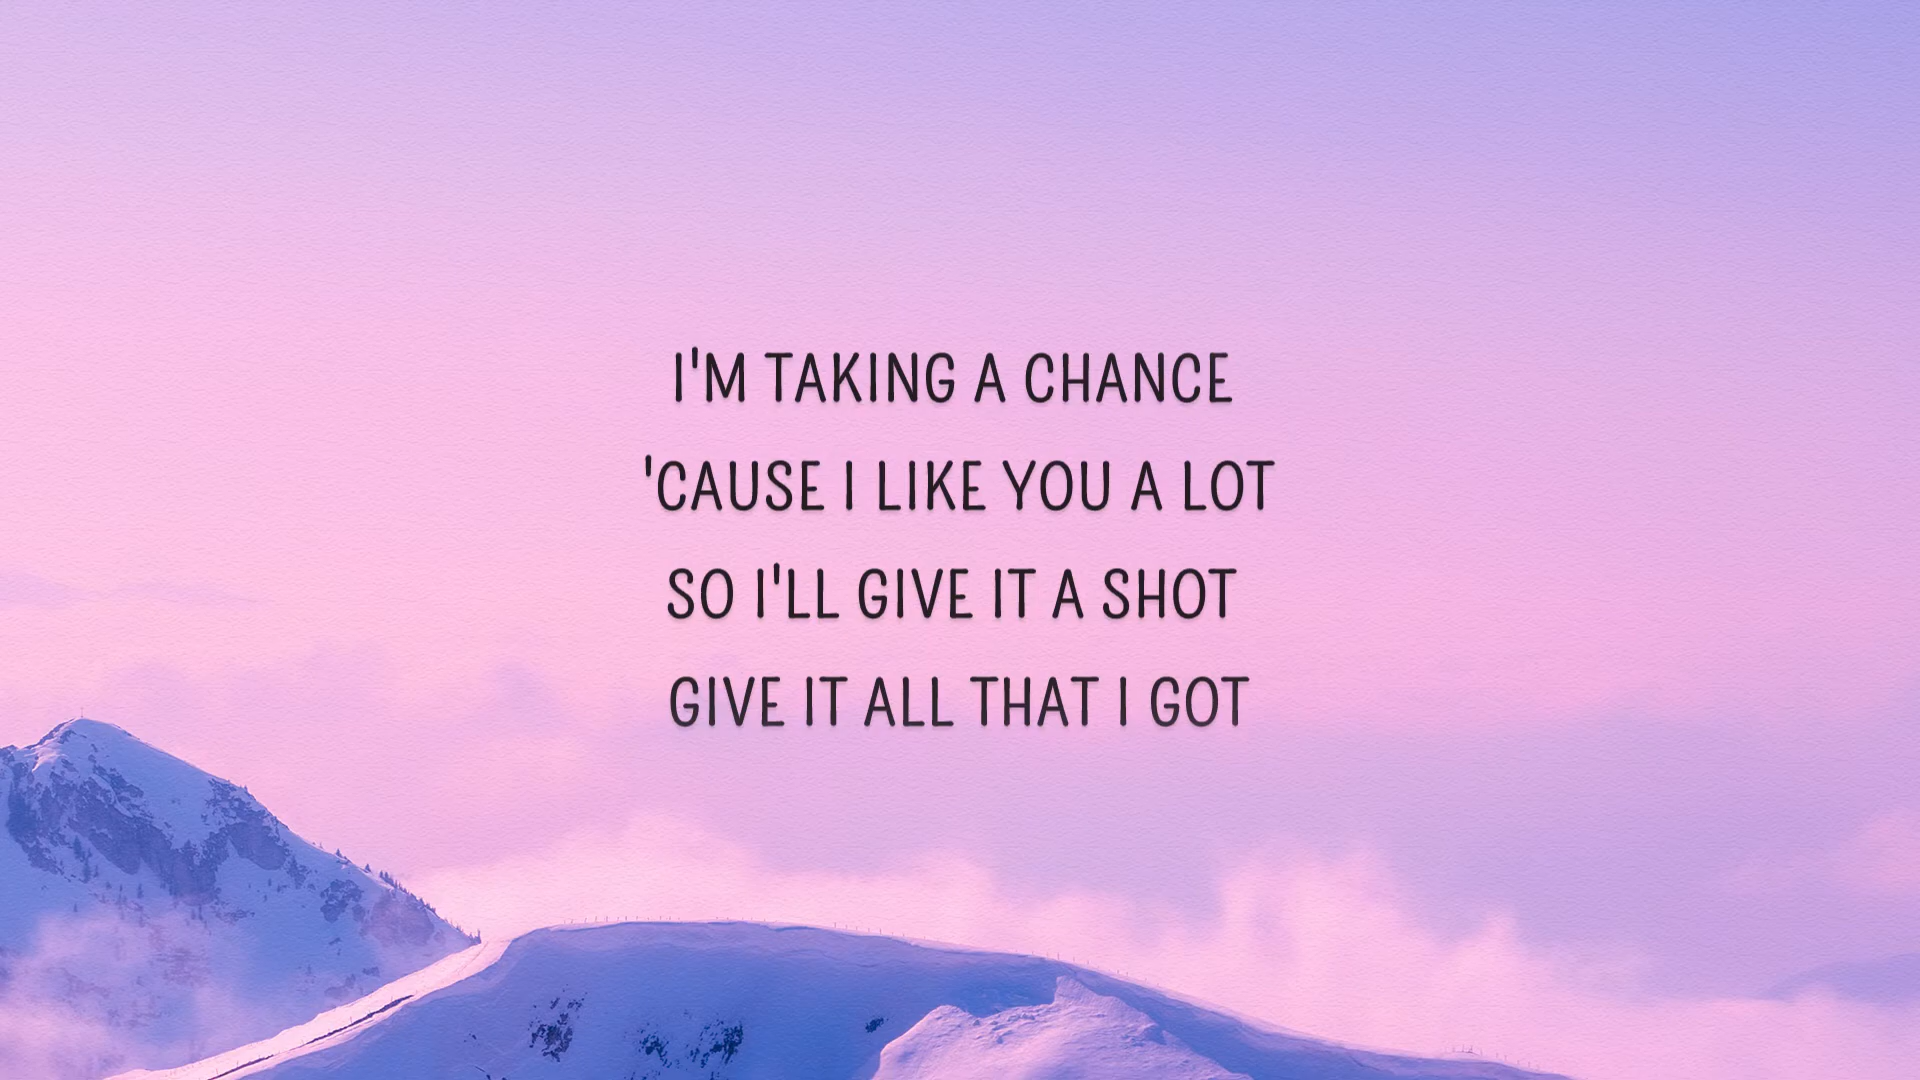 I'M TAKING A CHANCE
'CAUSE I LIKE YOU A LOT
SO I'LL GIVE IT A SHOT
GIVE IT ALL THAT I GOT